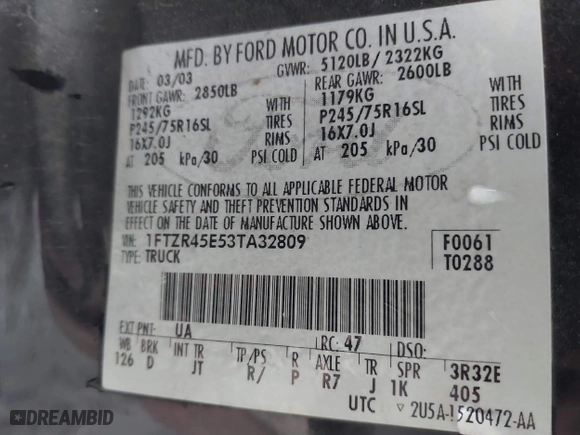 MFD. BY FORD MOTOR CO. IN U.S.A.
DATE: 03/03 GVWR: 5120LB/ 2322KG
FRONT GAWR: 2850LB REAR GAWR: 2600LB
1292KG WITH 1179KG WITH
P245/75R16SL TIRES P245/75R16SL TIRES
16X7.0J RIMS 16X7.0J RIMS
AT 205 kPa/30 PSI COLD AT 205 kPa/30 PSI COLD
THIS VEHICLE CONFORMS TO ALL APPLICABLE FEDERAL MOTOR
VEHICLE SAFETY AND THEFT PREVENTION STANDARDS IN
EFFECT ON THE DATE OF MANUFACTURE SHOWN ABOVE.
VIN: 1FTZR45E53TA32809 F0061
TYPE: TRUCK T0288
EXT PNT: UA RC: 47 DSO:
WB BRK INT TR TP/PS R AXLE TR SPR 3R32E
126 D JT R/ P R7 J 1K 405
UTC 2U5A-1520472-AA
DREAMBID